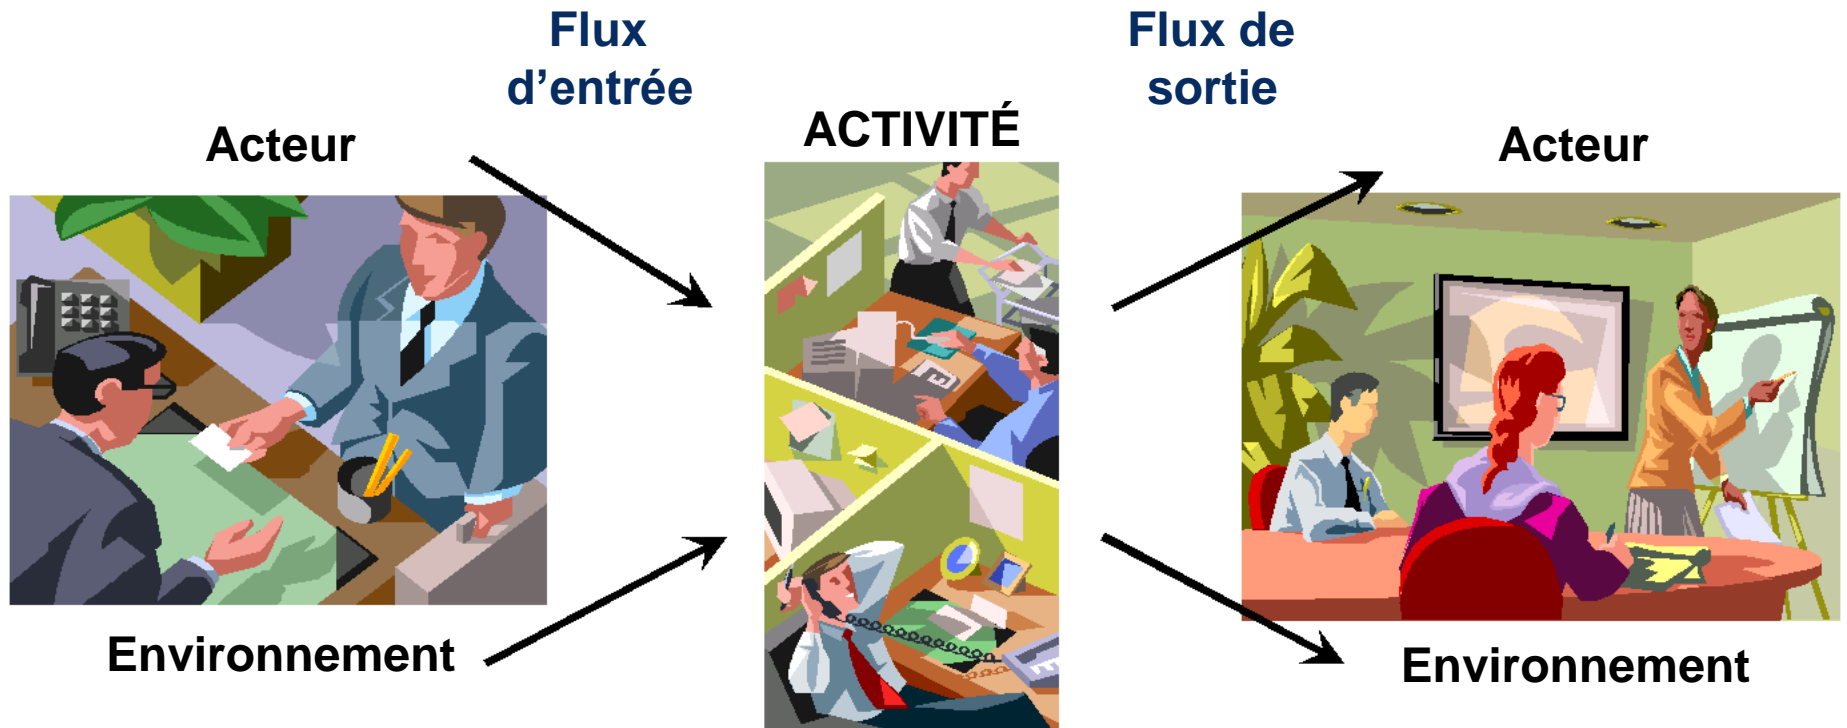 Flux
d’entrée
Flux de
sortie
Acteur
ACTIVITÉ
Acteur
Environnement
Environnement